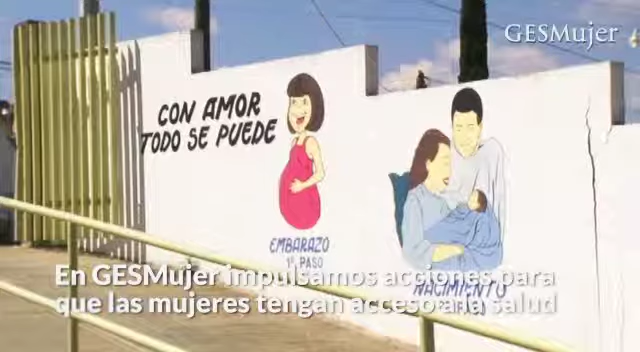 GESMujer
CON AMOR
TODO SE PUEDE
EMBARAZO
1º PASO
NACIMIENTO
En GESMujer impulsamos acciones para
que las mujeres tengan acceso a la salud